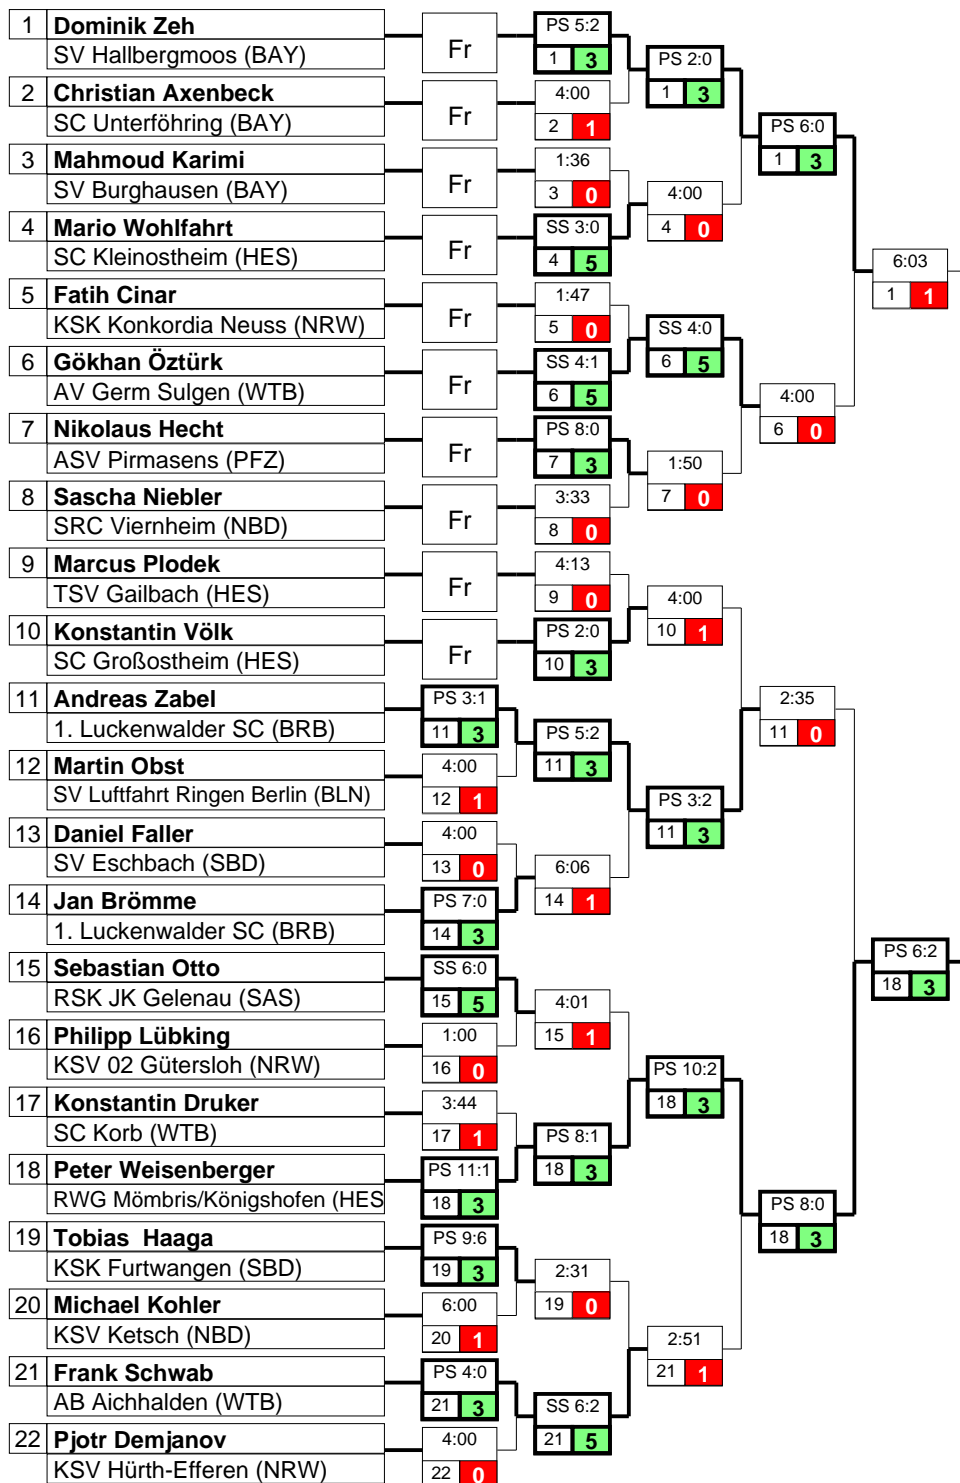 1 Dominik Zeh
SV Hallbergmoos (BAY)
Fr
PS 5:2
1 3
PS 2:0
1 3
2 Christian Axenbeck
SC Unterföhring (BAY)
Fr
4:00
2 1
PS 6:0
1 3
3 Mahmoud Karimi
SV Burghausen (BAY)
Fr
1:36
3 0
4:00
4 0
4 Mario Wohlfahrt
SC Kleinostheim (HES)
Fr
SS 3:0
4 5
6:03
1 1
5 Fatih Cinar
KSK Konkordia Neuss (NRW)
Fr
1:47
5 0
SS 4:0
6 5
6 Gökhan Öztürk
AV Germ Sulgen (WTB)
Fr
SS 4:1
6 5
4:00
6 0
7 Nikolaus Hecht
ASV Pirmasens (PFZ)
Fr
PS 8:0
7 3
1:50
7 0
8 Sascha Niebler
SRC Viernheim (NBD)
Fr
3:33
8 0
9 Marcus Plodek
TSV Gailbach (HES)
Fr
4:13
9 0
4:00
10 1
10 Konstantin Völk
SC Großostheim (HES)
Fr
PS 2:0
10 3
11 Andreas Zabel
1. Luckenwalder SC (BRB)
PS 3:1
11 3
PS 5:2
11 3
2:35
11 0
12 Martin Obst
SV Luftfahrt Ringen Berlin (BLN)
4:00
12 1
PS 3:2
11 3
13 Daniel Faller
SV Eschbach (SBD)
4:00
13 0
6:06
14 1
14 Jan Brömme
1. Luckenwalder SC (BRB)
PS 7:0
14 3
PS 6:2
18 3
15 Sebastian Otto
RSK JK Gelenau (SAS)
SS 6:0
15 5
4:01
15 1
16 Philipp Lübking
KSV 02 Gütersloh (NRW)
1:00
16 0
PS 10:2
18 3
17 Konstantin Druker
SC Korb (WTB)
3:44
17 1
PS 8:1
18 3
18 Peter Weisenberger
RWG Mömbris/Königshofen (HES
PS 11:1
18 3
PS 8:0
18 3
19 Tobias Haaga
KSK Furtwangen (SBD)
PS 9:6
19 3
2:31
19 0
20 Michael Kohler
KSV Ketsch (NBD)
6:00
20 1
2:51
21 1
21 Frank Schwab
AB Aichhalden (WTB)
PS 4:0
21 3
SS 6:2
21 5
22 Pjotr Demjanov
KSV Hürth-Efferen (NRW)
4:00
22 0